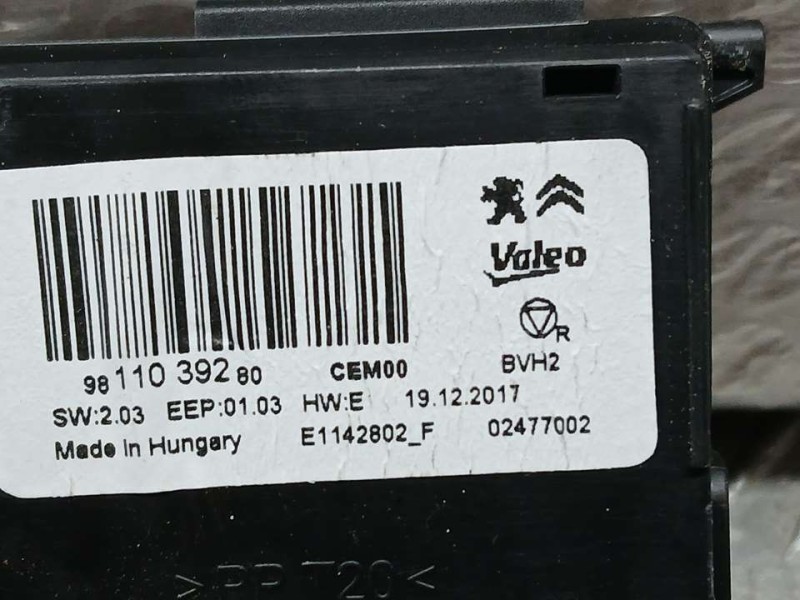 Valeo
R
98 110 392 80 CEM00 BVH2
SW:2.03 EEP:01.03 HW:E 19.12.2017
Made in Hungary E1142802_F 02477002
>PP T20<